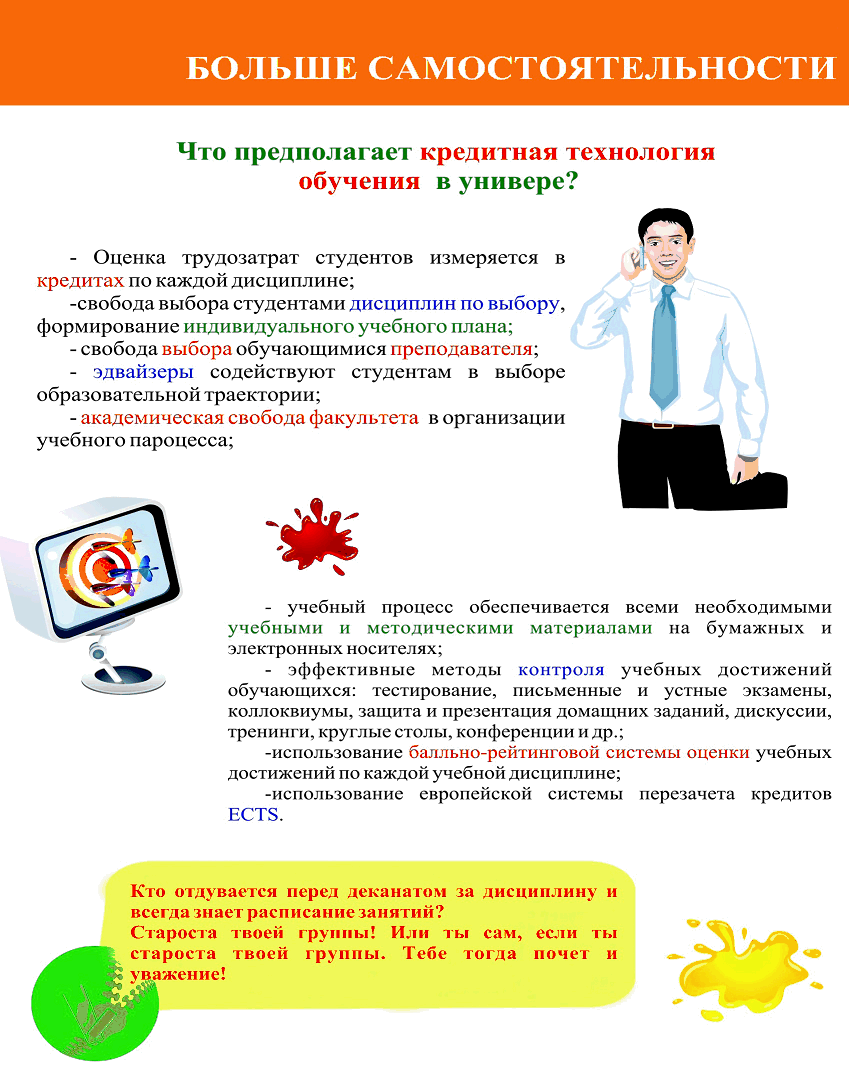 БОЛЬШЕ САМОСТОЯТЕЛЬНОСТИ
Что предполагает кредитная технология
обучения в универе?
- Оценка трудозатрат студентов измеряется в
кредитах по каждой дисциплине;
-свобода выбора студентами дисциплин по выбору,
формирование индивидуального учебного плана;
- свобода выбора обучающимися преподавателя;
- эдвайзеры содействуют студентам в выборе
образовательной траектории;
- академическая свобода факультета в организации
учебного пароцесса;
- учебный процесс обеспечивается всеми необходимыми
учебными и методическими материалами на бумажных и
электронных носителях;
- эффективные методы контроля учебных достижений
обучающихся: тестирование, письменные и устные экзамены,
коллоквиумы, защита и презентация домащних заданий, дискуссии,
тренинги, круглые столы, конференции и др.;
-использование балльно-рейтинговой системы оценки учебных
достижений по каждой учебной дисциплине;
-использование европейской системы перезачета кредитов
ECTS.
Кто отдувается перед деканатом за дисциплину и
всегда знает расписание занятий?
Староста твоей группы! Или ты сам, если ты
староста твоей группы. Тебе тогда почет и
уважение!